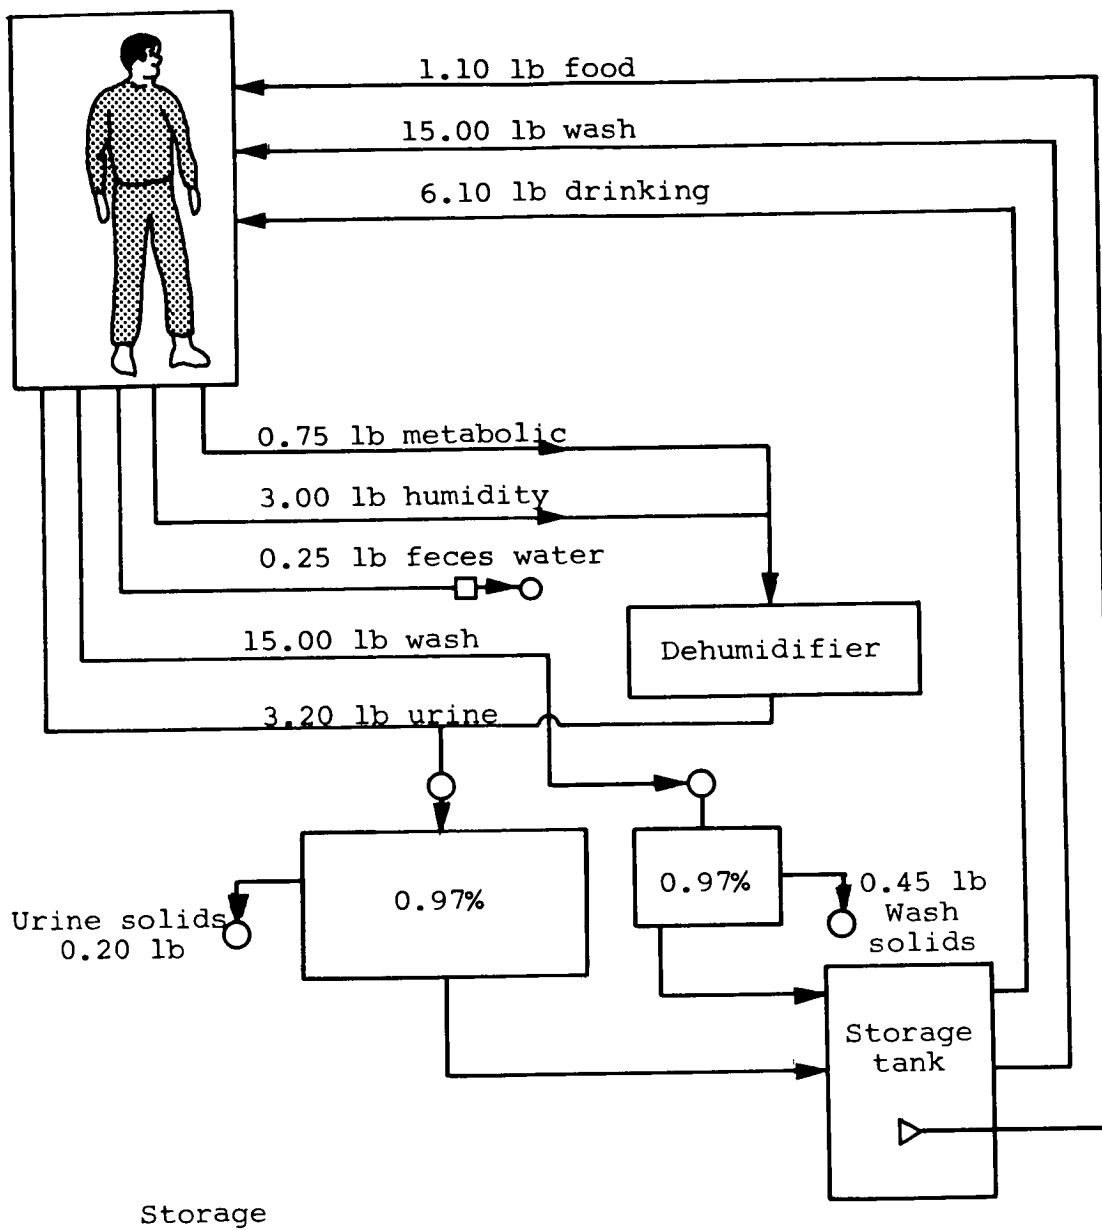 1.10 lb food
15.00 lb wash
6.10 lb drinking
0.75 lb metabolic
3.00 lb humidity
0.25 lb feces water
15.00 lb wash
Dehumidifier
3.20 lb urine
0.97%
0.97%
0.45 lb
Wash
solids
Urine solids
0.20 lb
Storage
tank
Storage